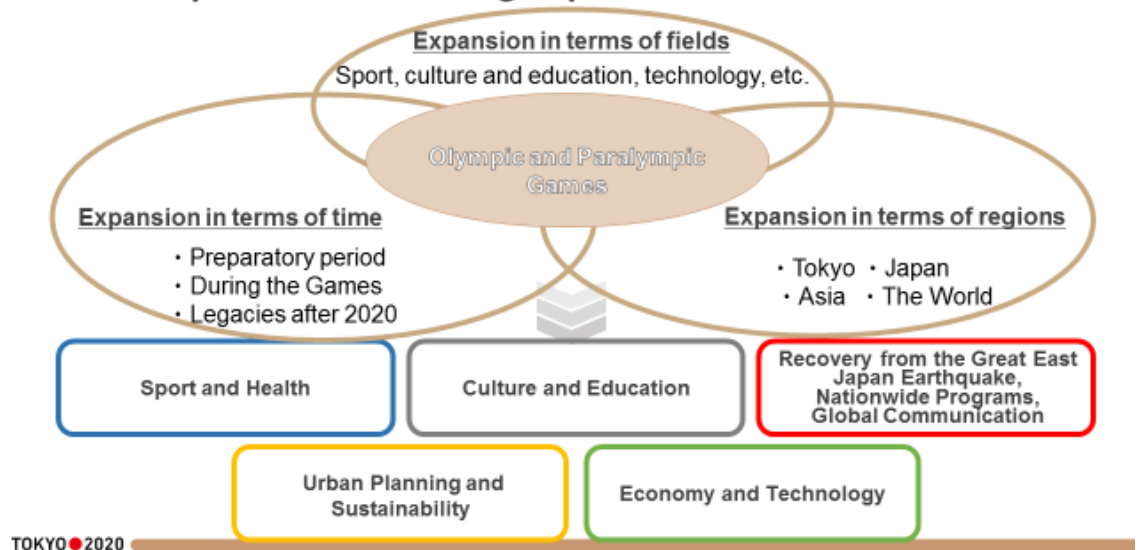 Expansion in terms of fields
Sport, culture and education, technology, etc.
Olympic and Paralympic
Games
Expansion in terms of time
・Preparatory period
・During the Games
・Legacies after 2020
Expansion in terms of regions
・Tokyo ・Japan
・Asia ・The World
Sport and Health
Culture and Education
Recovery from the Great East
Japan Earthquake,
Nationwide Programs,
Global Communication
Urban Planning and
Sustainability
Economy and Technology
TOKYO 2020